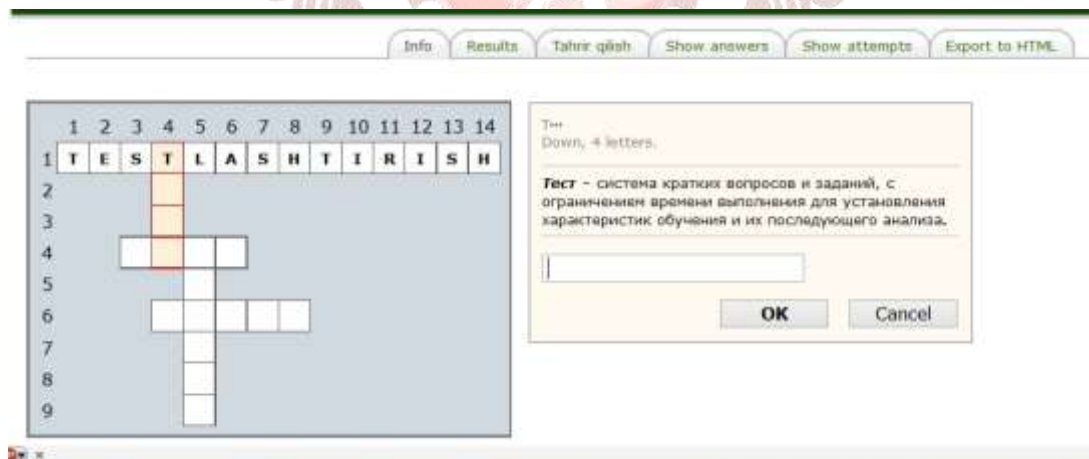 Info Results Tahrir qilish Show answers Show attempts Export to HTML
1 2 3 4 5 6 7 8 9 10 11 12 13 14
1 T E S T L A S H T I R I S H
2
3
4
5
6
7
8
9
T***
Down, 4 letters.
Тест - система кратких вопросов и заданий, с
ограничением времени выполнения для установления
характеристик обучения и их последующего анализа.
OK Cancel